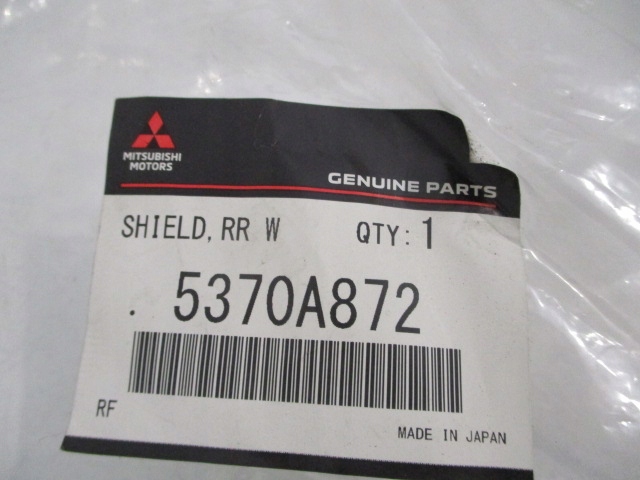 MITSUBISHI
MOTORS
GENUINE PARTS
SHIELD, RR W QTY: 1
5370A872
RF
MADE IN JAPAN